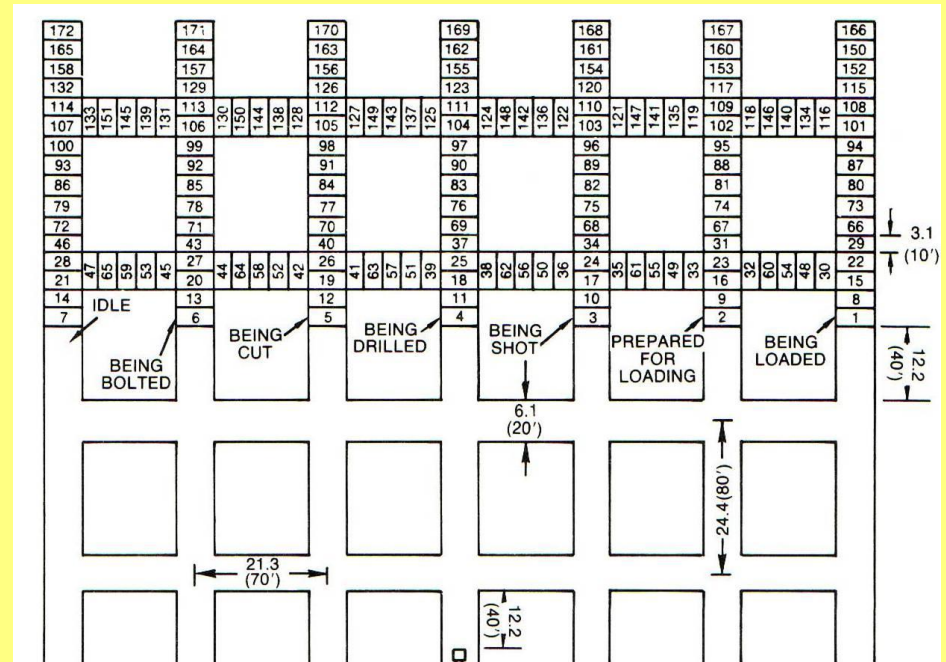 172 171 170 169 168 167 166
165 164 163 162 161 160 150
158 157 156 155 154 153 152
132 129 126 123 120 117 115
114 133 151 145 139 131 113 130 150 144 138 128 112 127 149 143 137 125 111 124 148 142 136 122 110 121 147 141 135 119 109 118 146 140 134 116 108
107 106 105 104 103 102 101
100 99 98 97 96 95 94
93 92 91 90 89 88 87
86 85 84 83 82 81 80
79 78 77 76 75 74 73
72 71 70 69 68 67 66
46 43 40 37 34 31 29
3.1
(10')
28 47 65 59 53 45 27 44 64 58 52 42 26 41 63 57 51 39 25 38 62 56 50 36 24 35 61 55 49 33 23 32 60 54 48 30 22
21 20 19 18 17 16 15
14 13 12 11 10 9 8
7 6 5 4 3 2 1
IDLE
BEING
BOLTED
BEING
CUT
BEING
DRILLED
BEING
SHOT
PREPARED
FOR
LOADING
BEING
LOADED
12.2
(40')
6.1
(20')
24.4(80')
21.3
(70')
12.2
(40')